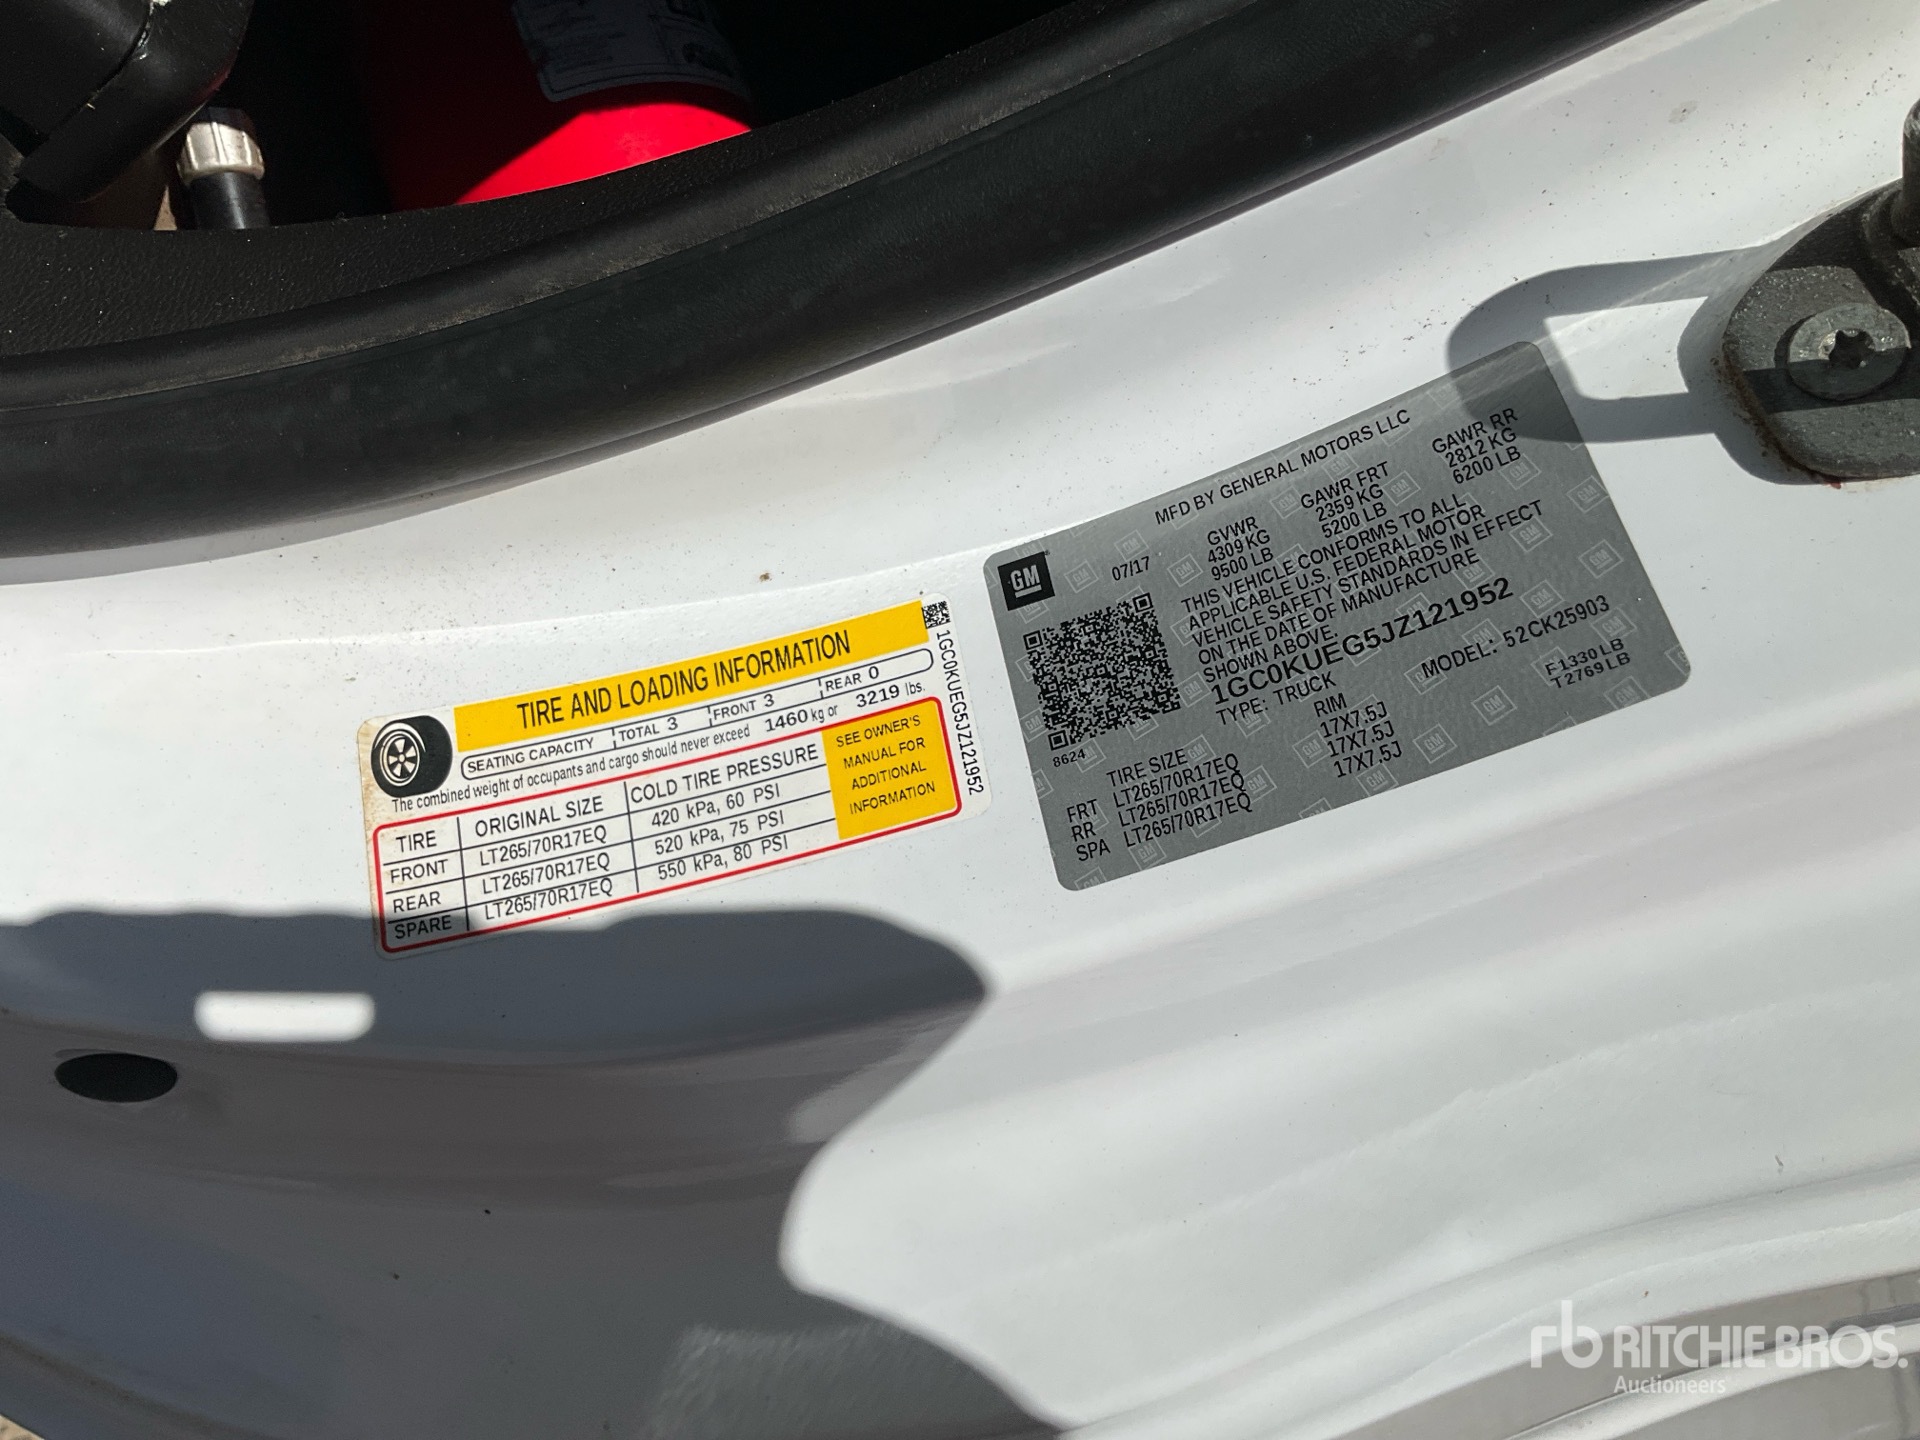 TIRE AND LOADING INFORMATION
SEATING CAPACITY TOTAL 3 FRONT 3 REAR 0
The combined weight of occupants and cargo should never exceed 1460 kg or 3219 lbs.
TIRE ORIGINAL SIZE COLD TIRE PRESSURE
FRONT LT265/70R17EQ 420 kPa, 60 PSI
REAR LT265/70R17EQ 520 kPa, 75 PSI
SPARE LT265/70R17EQ 550 kPa, 80 PSI
SEE OWNER'S
MANUAL FOR
ADDITIONAL
INFORMATION
1GC0KUEG5JZ121952
GM
MFD BY GENERAL MOTORS LLC
07/17 GVWR GAWR FRT GAWR RR
4309 KG 2359 KG 2812 KG
9500 LB 5200 LB 6200 LB
THIS VEHICLE CONFORMS TO ALL
APPLICABLE U.S. FEDERAL MOTOR
VEHICLE SAFETY STANDARDS IN EFFECT
ON THE DATE OF MANUFACTURE
SHOWN ABOVE.
1GC0KUEG5JZ121952
TYPE: TRUCK MODEL: 52CK25903
8624
F1330 LB
T2769 LB
TIRE SIZE RIM
FRT LT265/70R17EQ 17X7.5J
RR LT265/70R17EQ 17X7.5J
SPA LT265/70R17EQ 17X7.5J
rb RITCHIE BROS.
Auctioneers